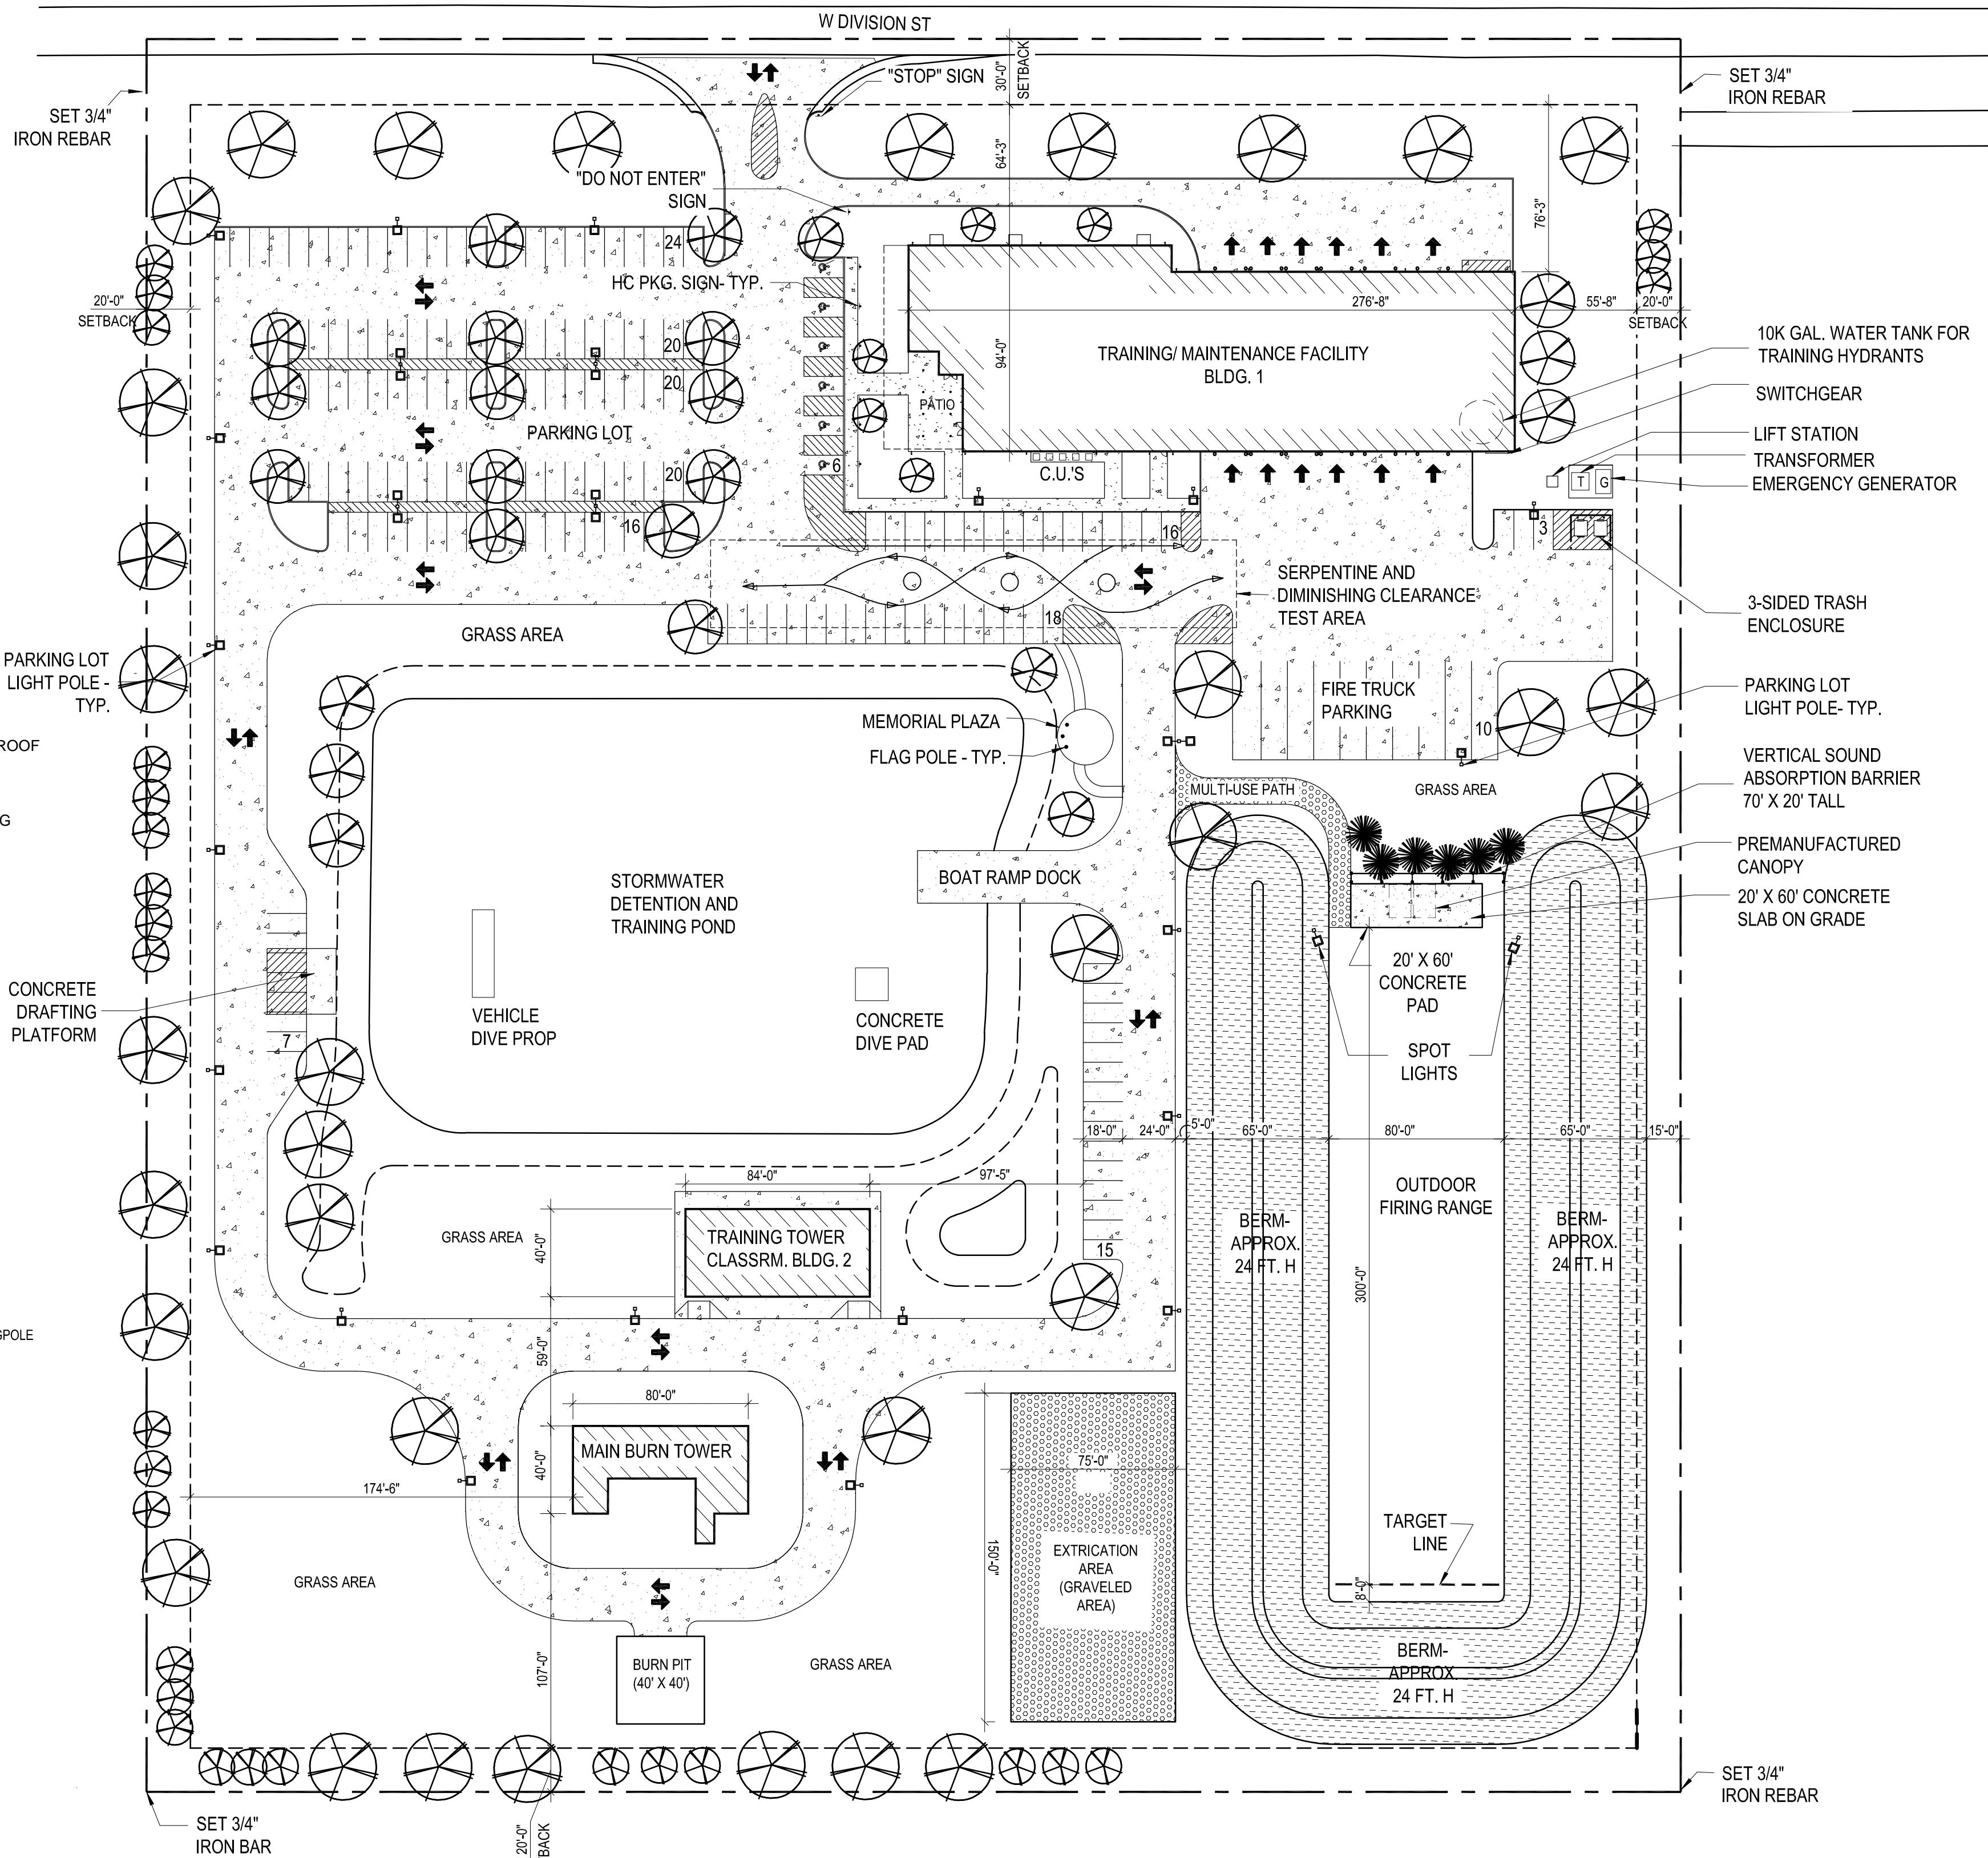 W DIVISION ST
"STOP" SIGN
30'-0"
SETBACK
SET 3/4"
IRON REBAR
SET 3/4"
IRON REBAR
64'-3"
"DO NOT ENTER"
SIGN
76'-3"
24
HC PKG. SIGN- TYP.
20'-0"
SETBACK
276'-8"
55'-8"
20'-0"
SETBACK
94'-0"
TRAINING/ MAINTENANCE FACILITY
BLDG. 1
10K GAL. WATER TANK FOR
TRAINING HYDRANTS
20
20
SWITCHGEAR
PATIO
PARKING LOT
LIFT STATION
TRANSFORMER
EMERGENCY GENERATOR
6
20
C.U.'S
T
G
16
16
3
SERPENTINE AND
DIMINISHING CLEARANCE
TEST AREA
3-SIDED TRASH
ENCLOSURE
18
GRASS AREA
PARKING LOT
LIGHT POLE -
TYP.
FIRE TRUCK
PARKING
10
PARKING LOT
LIGHT POLE- TYP.
MEMORIAL PLAZA
FLAG POLE - TYP.
ROOF
VERTICAL SOUND
ABSORPTION BARRIER
70' X 20' TALL
MULTI-USE PATH
GRASS AREA
G
PREMANUFACTURED
CANOPY
STORMWATER
DETENTION AND
TRAINING POND
BOAT RAMP DOCK
20' X 60' CONCRETE
SLAB ON GRADE
20' X 60'
CONCRETE
PAD
CONCRETE
DRAFTING
PLATFORM
VEHICLE
DIVE PROP
CONCRETE
DIVE PAD
7
SPOT
LIGHTS
18'-0"
24'-0"
5'-0"
65'-0"
80'-0"
65'-0"
15'-0"
84'-0"
97'-5"
OUTDOOR
FIRING RANGE
GRASS AREA
40'-0"
TRAINING TOWER
CLASSRM. BLDG. 2
15
BERM-
APPROX.
24 FT. H
BERM-
APPROX.
24 FT. H
300'-0"
GPOLE
59'-0"
80'-0"
MAIN BURN TOWER
40'-0"
174'-6"
75'-0"
150'-0"
EXTRICATION
AREA
(GRAVELED
AREA)
TARGET
LINE
GRASS AREA
8'-0"
107'-0"
BURN PIT
(40' X 40')
GRASS AREA
BERM-
APPROX.
24 FT. H
SET 3/4"
IRON REBAR
SET 3/4"
IRON BAR
20'-0"
BACK